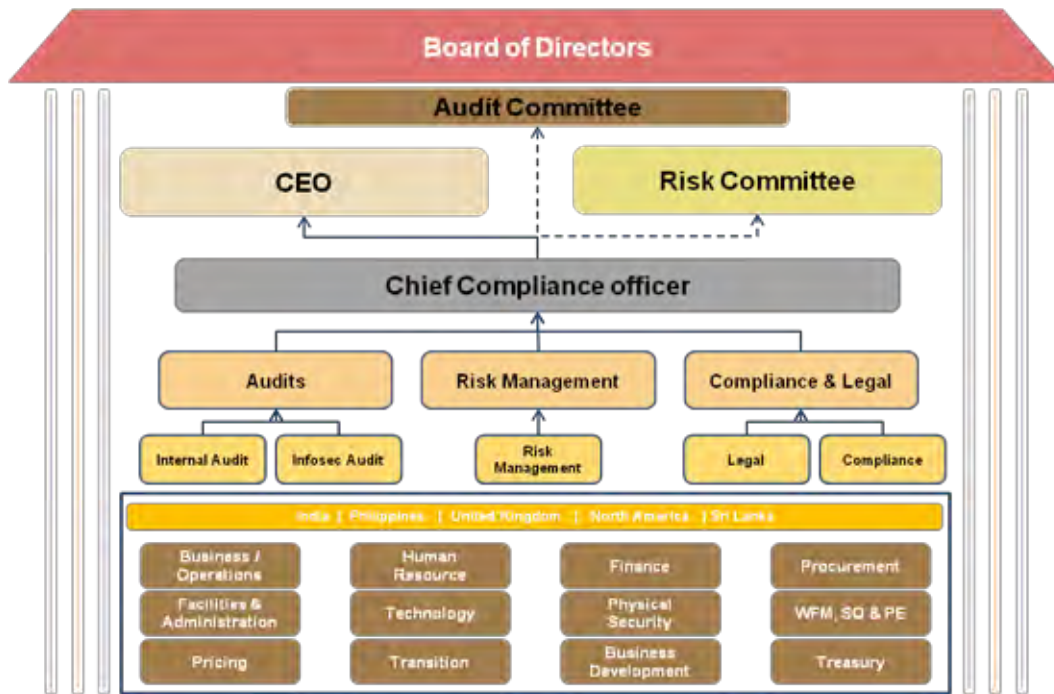 Board of Directors
Audit Committee
CEO
Risk Committee
Chief Compliance officer
Audits
Risk Management
Compliance & Legal
Internal Audit
Infosec Audit
Risk
Management
Legal
Compliance
India | Philippines | United Kingdom | North America | Sri Lanka
Business /
Operations
Human
Resource
Finance
Procurement
Facilities &
Administration
Technology
Physical
Security
WFM, SQ & PE
Pricing
Transition
Business
Development
Treasury